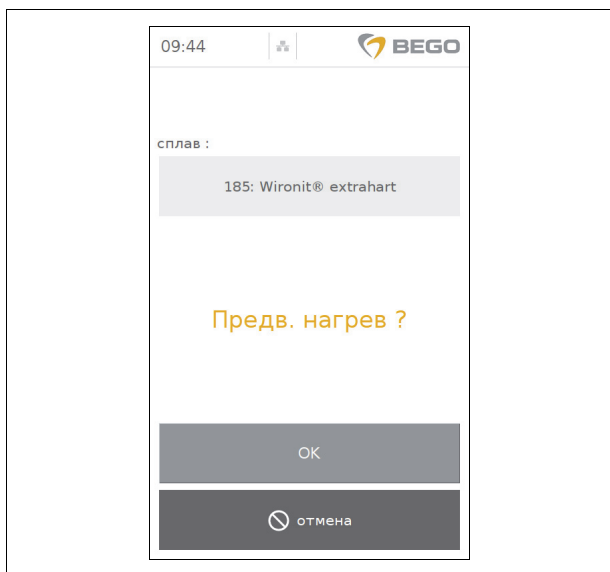 09:44
BEGO
сплав :
185: Wironit® extrahart
Предв. нагрев ?
OK
отмена